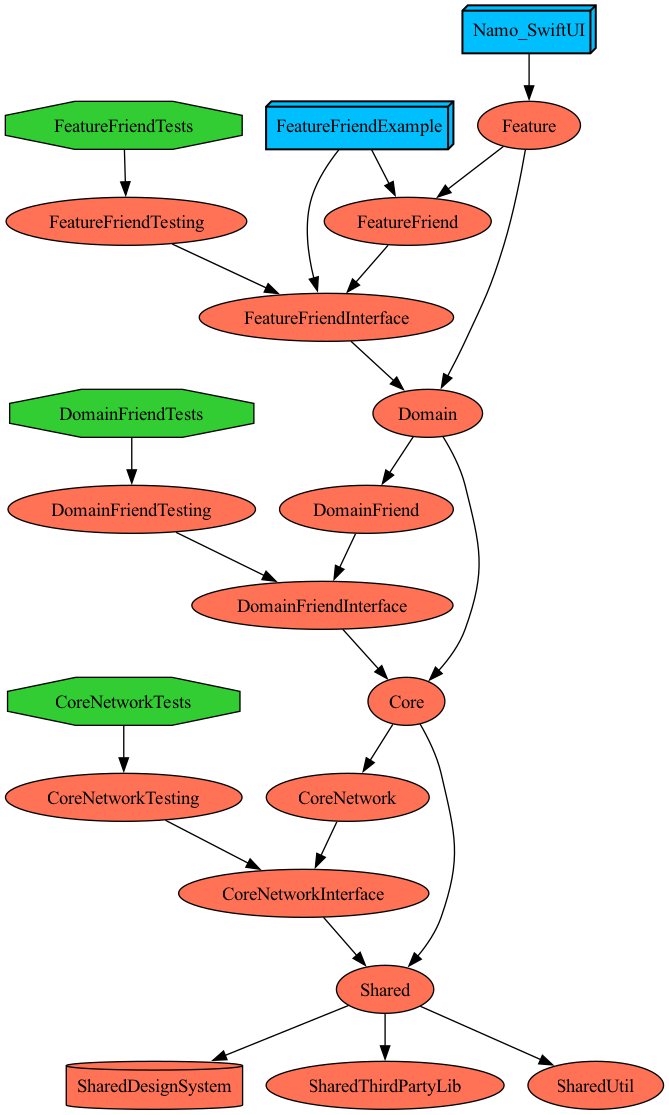 Namo_SwiftUI
FeatureFriendTests
FeatureFriendExample
Feature
FeatureFriendTesting
FeatureFriend
FeatureFriendInterface
DomainFriendTests
Domain
DomainFriendTesting
DomainFriend
DomainFriendInterface
CoreNetworkTests
Core
CoreNetworkTesting
CoreNetwork
CoreNetworkInterface
Shared
SharedDesignSystem
SharedThirdPartyLib
SharedUtil